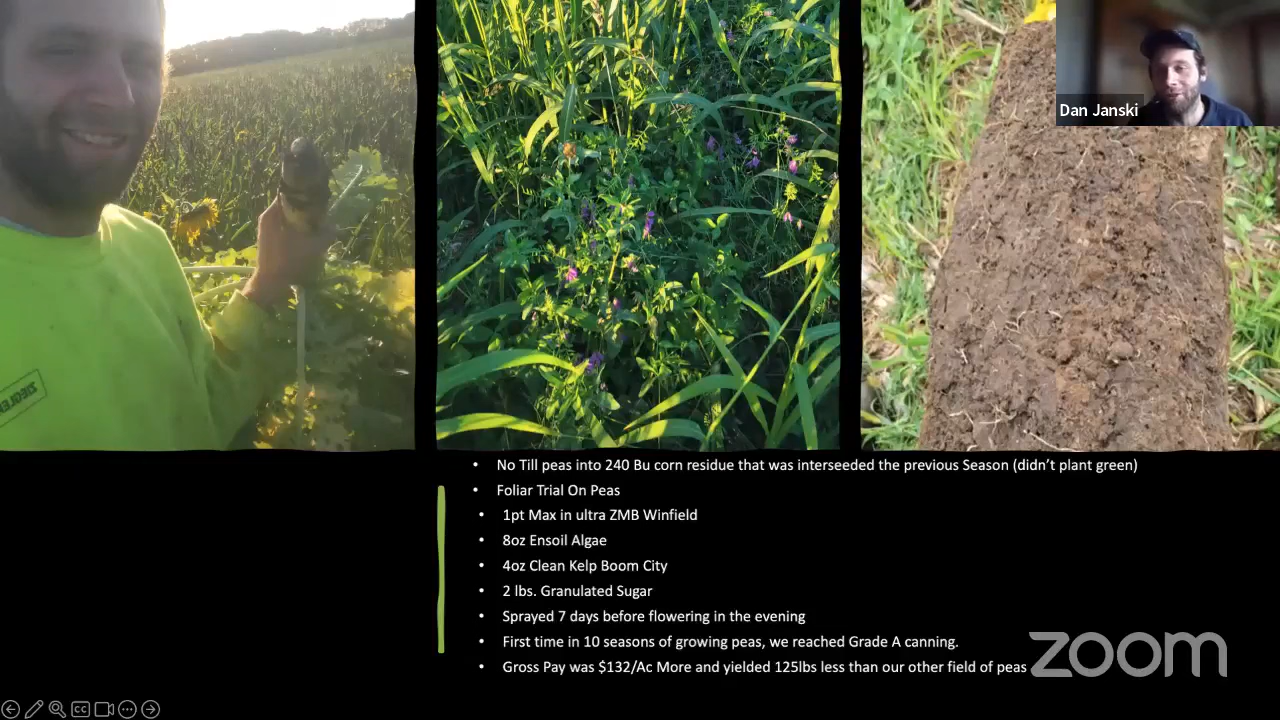 Dan Janski
ZIEGLER
• No Till peas into 240 Bu corn residue that was interseeded the previous Season (didn’t plant green)
• Foliar Trial On Peas
• 1pt Max in ultra ZMB Winfield
• 8oz Ensoil Algae
• 4oz Clean Kelp Boom City
• 2 lbs. Granulated Sugar
• Sprayed 7 days before flowering in the evening
• First time in 10 seasons of growing peas, we reached Grade A canning.
• Gross Pay was $132/Ac More and yielded 125lbs less than our other field of peas
zoom
CC